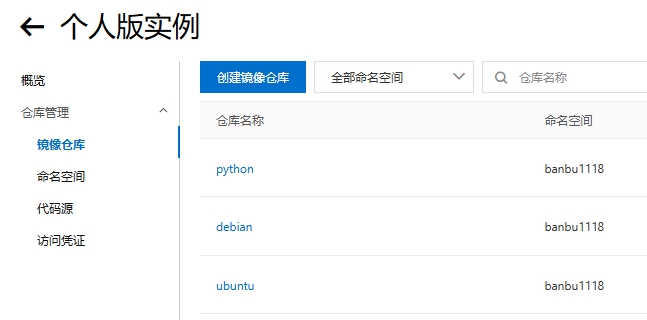 个人版实例
概览
仓库管理
镜像仓库
命名空间
代码源
访问凭证
创建镜像仓库 全部命名空间 仓库名称
仓库名称 命名空间
python banbu1118
debian banbu1118
ubuntu banbu1118